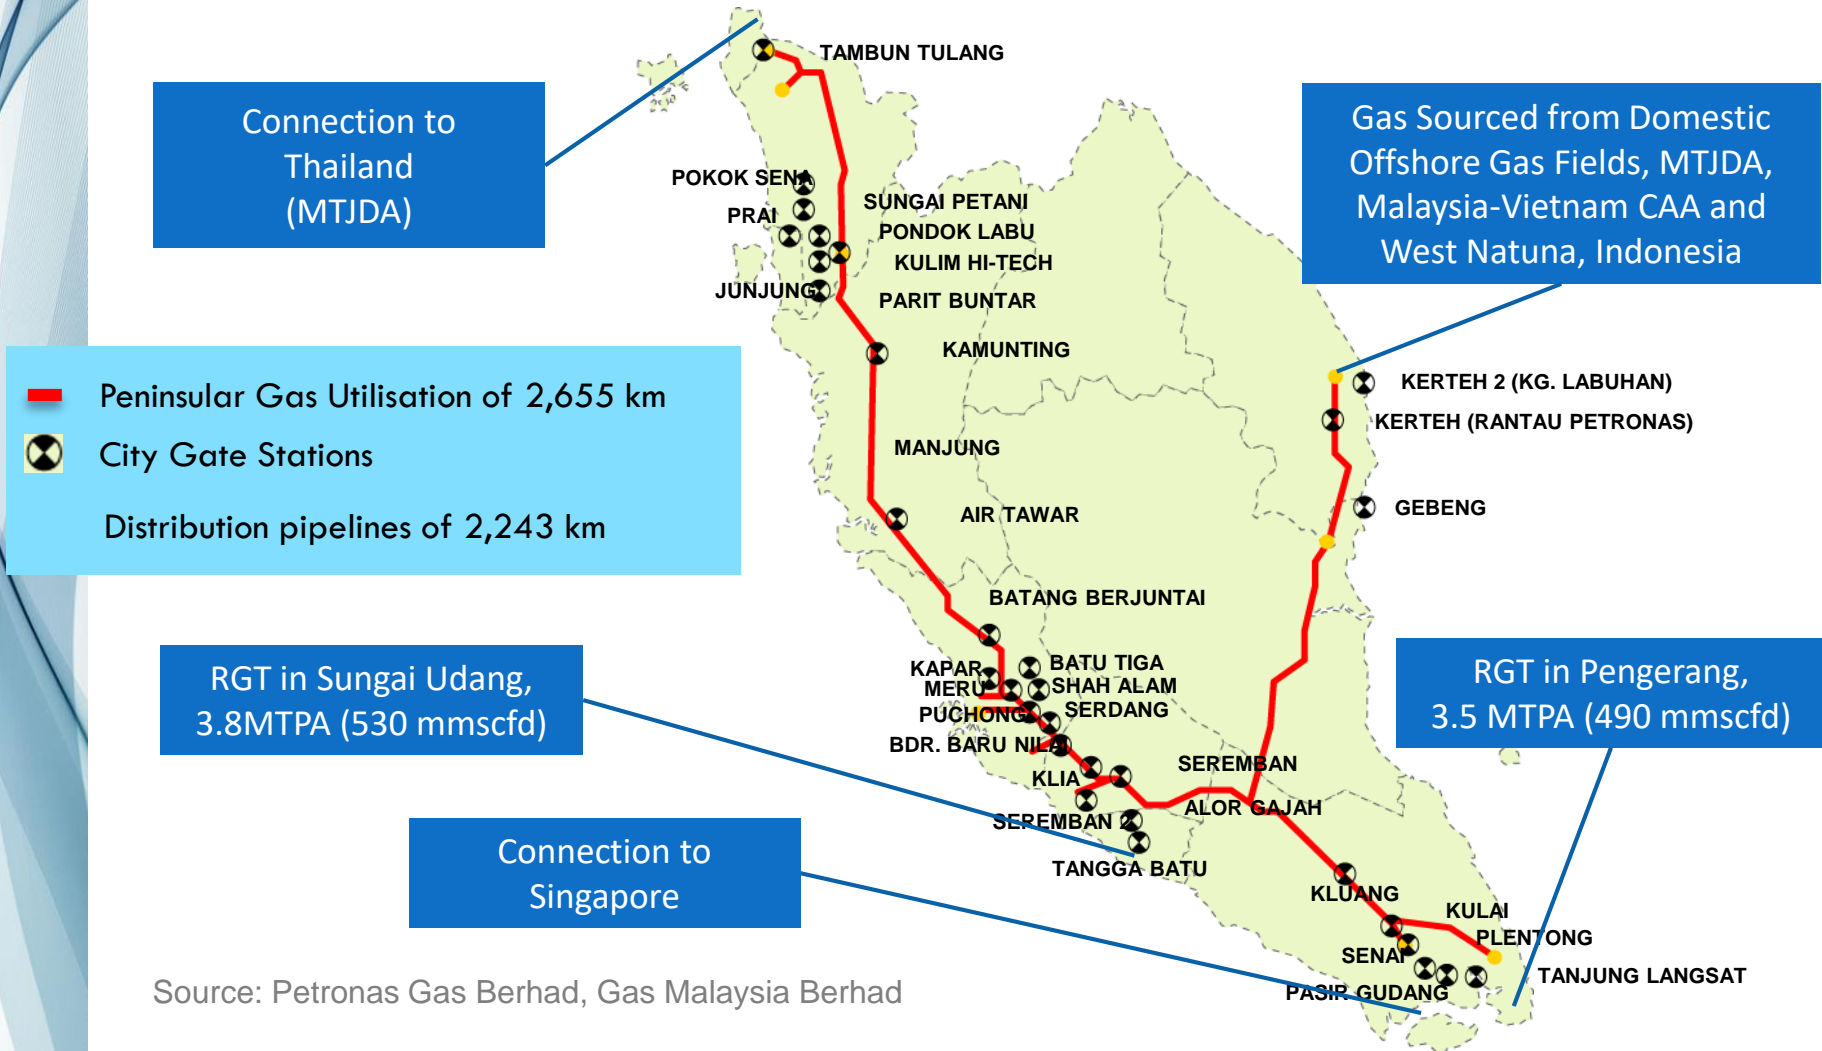 TAMBUN TULANG
Connection to
Thailand
(MTJDA)
Gas Sourced from Domestic
Offshore Gas Fields, MTJDA,
Malaysia-Vietnam CAA and
West Natuna, Indonesia
POKOK SENA
SUNGAI PETANI
PRAI
PONDOK LABU
KULIM HI-TECH
JUNJUNG
PARIT BUNTAR
KAMUNTING
KERTEH 2 (KG. LABUHAN)
KERTEH (RANTAU PETRONAS)
Peninsular Gas Utilisation of 2,655 km
City Gate Stations
Distribution pipelines of 2,243 km
MANJUNG
GEBENG
AIR TAWAR
BATANG BERJUNTAI
RGT in Sungai Udang,
3.8MTPA (530 mmscfd)
RGT in Pengerang,
3.5 MTPA (490 mmscfd)
KAPAR
BATU TIGA
MERU
SHAH ALAM
PUCHONG
SERDANG
BDR. BARU NILAI
KLIA
SEREMBAN
ALOR GAJAH
SEREMBAN 2
TANGGA BATU
Connection to
Singapore
KLUANG
KULAI
PLENTONG
SENAI
TANJUNG LANGSAT
PASIR GUDANG
Source: Petronas Gas Berhad, Gas Malaysia Berhad